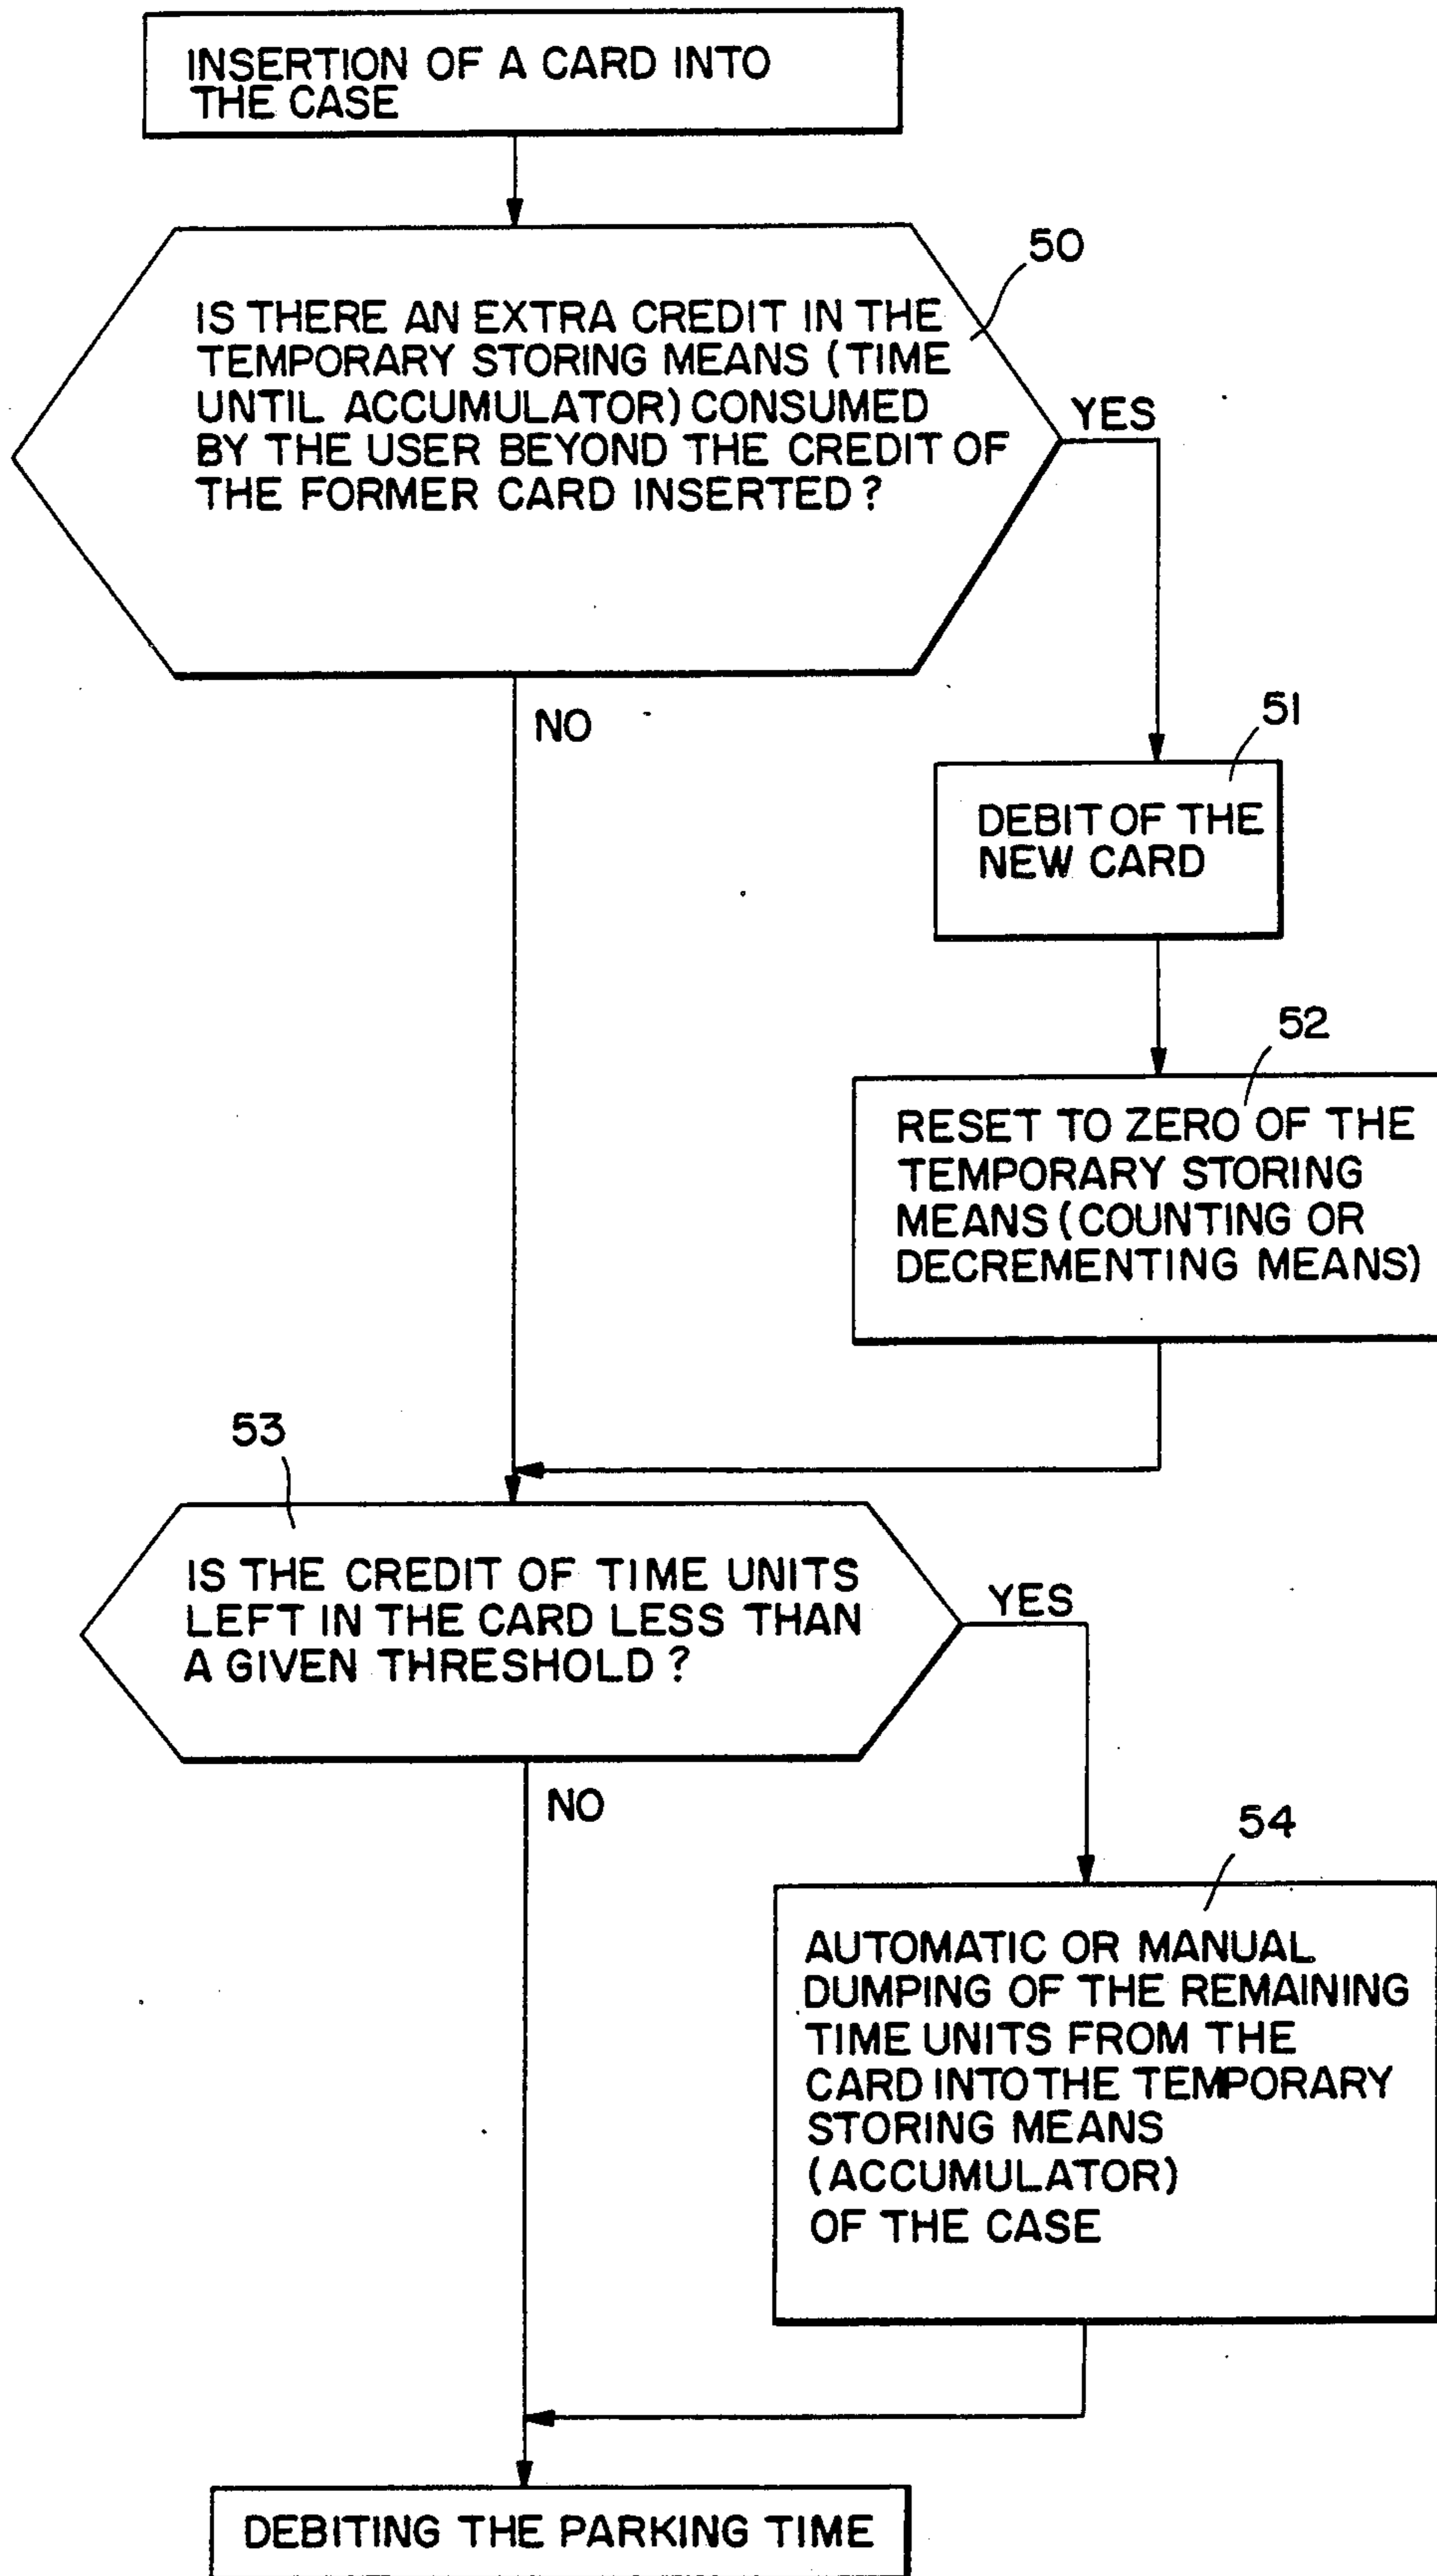 INSERTION OF A CARD INTO
THE CASE
50
IS THERE AN EXTRA CREDIT IN THE
TEMPORARY STORING MEANS (TIME
UNTIL ACCUMULATOR) CONSUMED
BY THE USER BEYOND THE CREDIT OF
THE FORMER CARD INSERTED?
YES
NO
51
DEBIT OF THE
NEW CARD
52
RESET TO ZERO OF THE
TEMPORARY STORING
MEANS (COUNTING OR
DECREMENTING MEANS)
53
IS THE CREDIT OF TIME UNITS
LEFT IN THE CARD LESS THAN
A GIVEN THRESHOLD?
YES
NO
54
AUTOMATIC OR MANUAL
DUMPING OF THE REMAINING
TIME UNITS FROM THE
CARD INTO THE TEMPORARY
STORING MEANS
(ACCUMULATOR)
OF THE CASE
DEBITING THE PARKING TIME